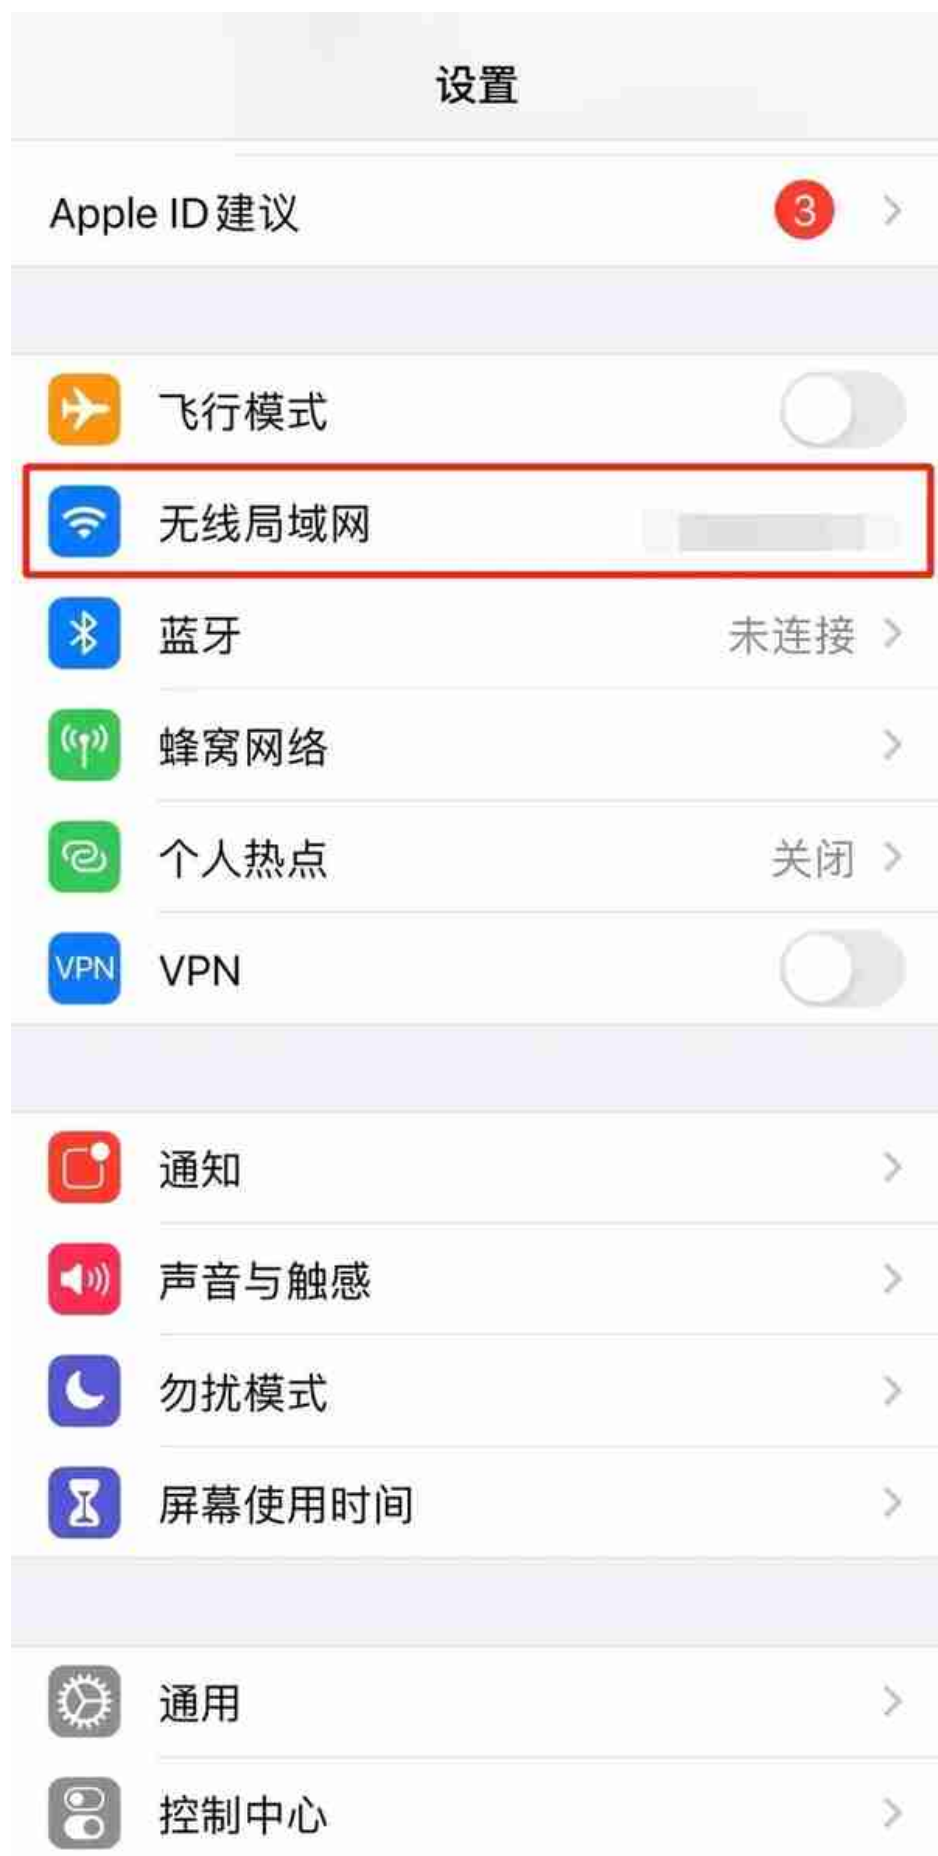 设置
Apple ID建议 3
飞行模式
无线局域网
蓝牙 未连接
蜂窝网络
个人热点 关闭
VPN VPN
通知
声音与触感
勿扰模式
屏幕使用时间
通用
控制中心